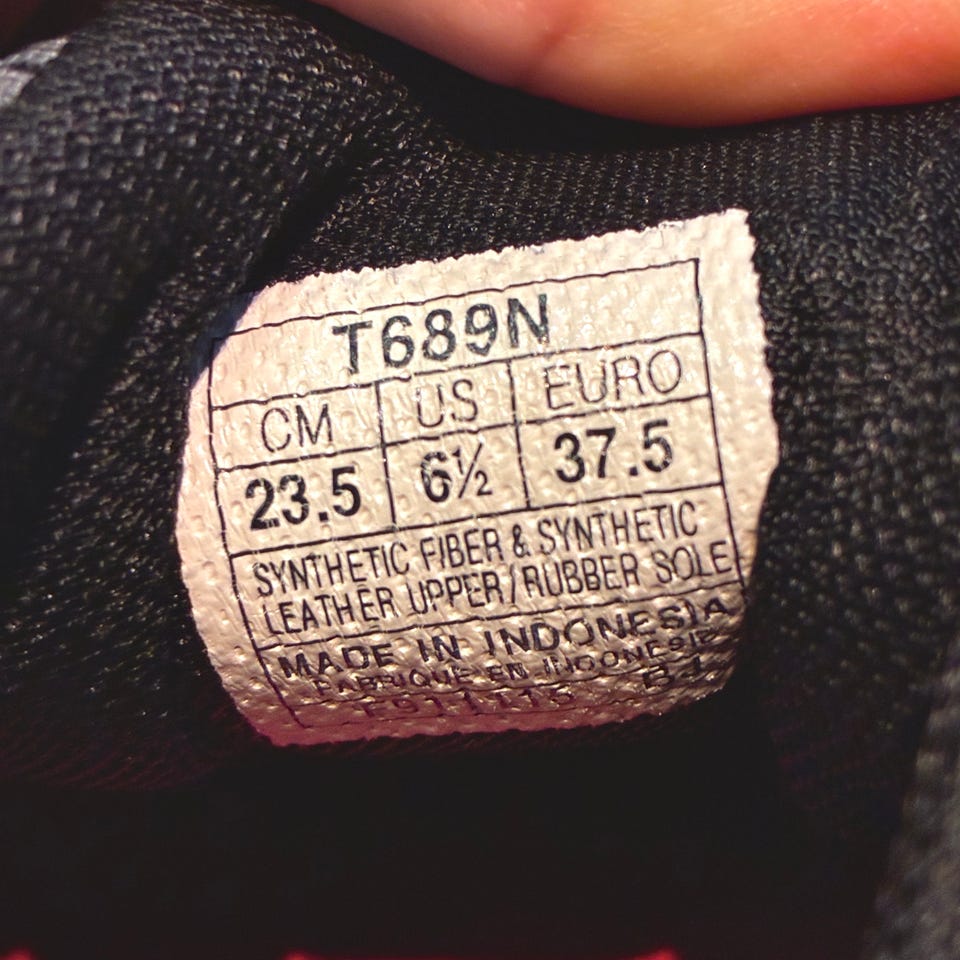 T689N
CM US EURO
23.5 6½ 37.5
SYNTHETIC FIBER & SYNTHETIC
LEATHER UPPER/RUBBER SOLE
MADE IN INDONESIA
FABRIQUE EN INDONESIE